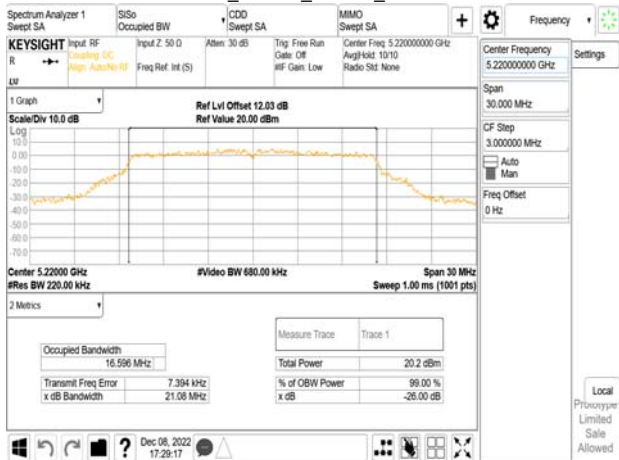 Spectrum Analyzer 1
Swept SA
SiSo
Occupied BW
CDD
Swept SA
MIMO
Swept SA
Frequency
KEYSIGHT
R
Input: RF
Coupling: DC
Align: Auto/No RF
Input Z: 50 Ω
Freq Ref: Int (S)
Atten: 30 dB
Trig: Free Run
Gate: Off
#IF Gain: Low
Center Freq: 5.220000000 GHz
Avg|Hold: 10/10
Radio Std: None
Center Frequency
5.220000000 GHz
Settings
Span
30.000 MHz
CF Step
3.000000 MHz
Auto
Man
Freq Offset
0 Hz
1 Graph
Scale/Div 10.0 dB
Ref Lvl Offset 12.03 dB
Ref Value 20.00 dBm
Log
10.0
0.00
-10.0
-20.0
-30.0
-40.0
-50.0
-60.0
-70.0
Center 5.22000 GHz
#Res BW 220.00 kHz
#Video BW 680.00 kHz
Span 30 MHz
Sweep 1.00 ms (1001 pts)
2 Metrics
Measure Trace Trace 1
Occupied Bandwidth
16.596 MHz
Total Power 20.2 dBm
Transmit Freq Error 7.394 kHz
% of OBW Power 99.00 %
x dB Bandwidth 21.08 MHz
x dB -26.00 dB
Local
Prototype
Limited
Sale
Allowed
Dec 08, 2022
17:29:17